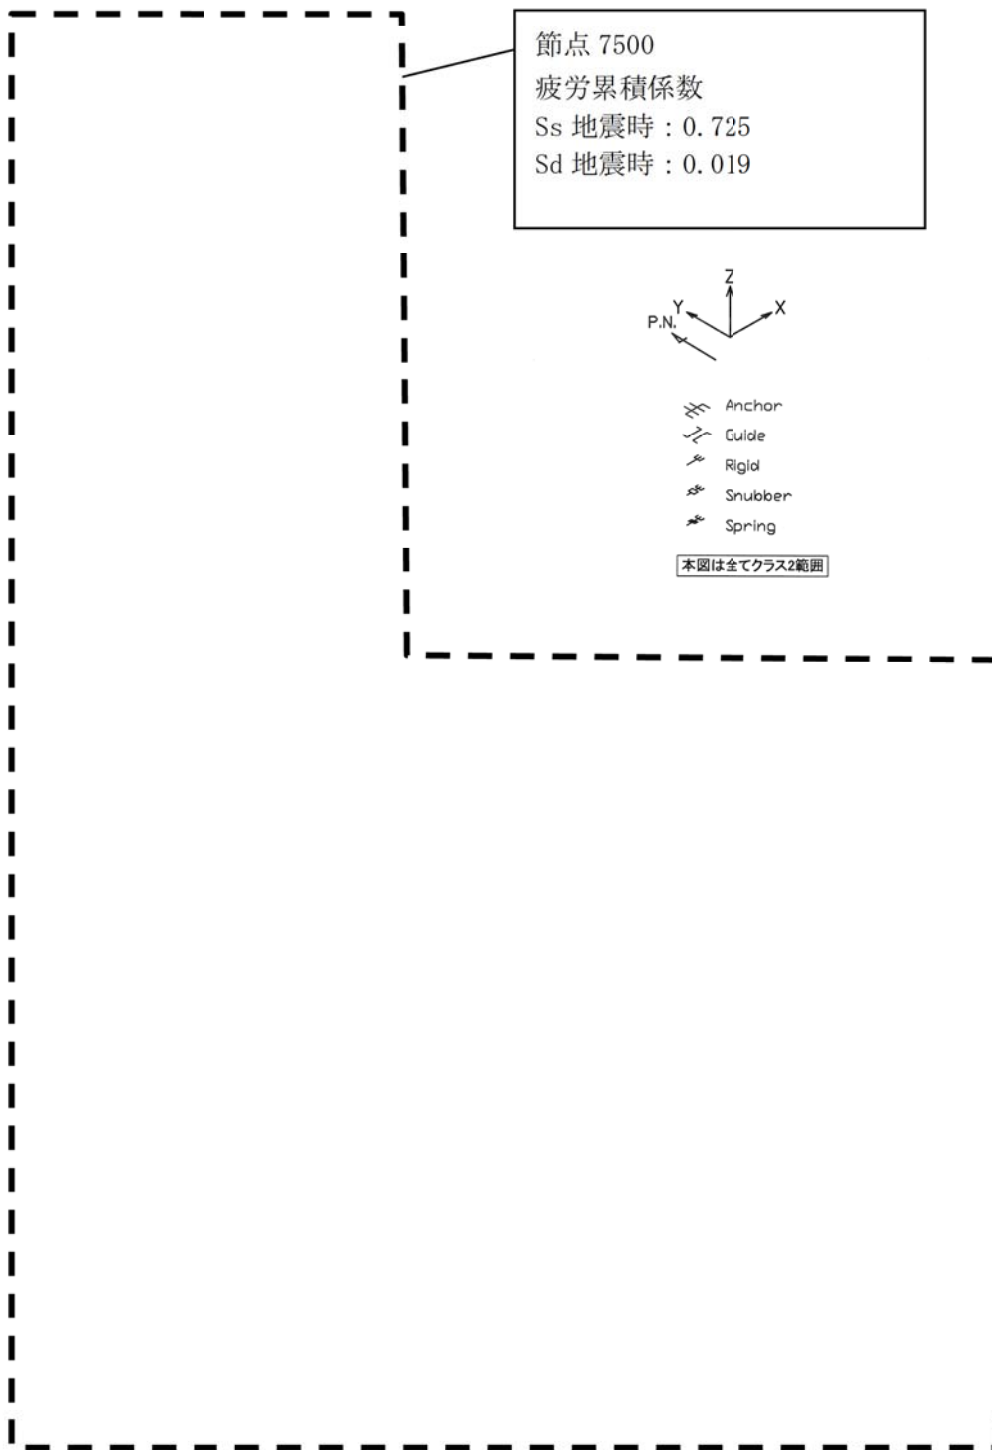 節点 7500
疲労累積係数
Ss 地震時：0.725
Sd 地震時：0.019
Z
Y
X
P.N.
Anchor
Guide
Rigid
Snubber
Spring
本図は全てクラス2範囲